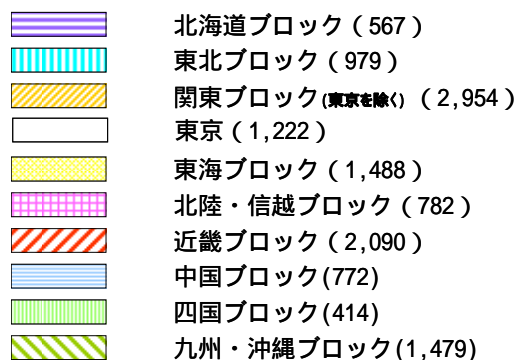 北海道ブロック（567）
東北ブロック（979）
関東ブロック(東京を除く)（2,954）
東京（1,222）
東海ブロック（1,488）
北陸・信越ブロック（782）
近畿ブロック（2,090）
中国ブロック(772)
四国ブロック(414)
九州・沖縄ブロック(1,479)